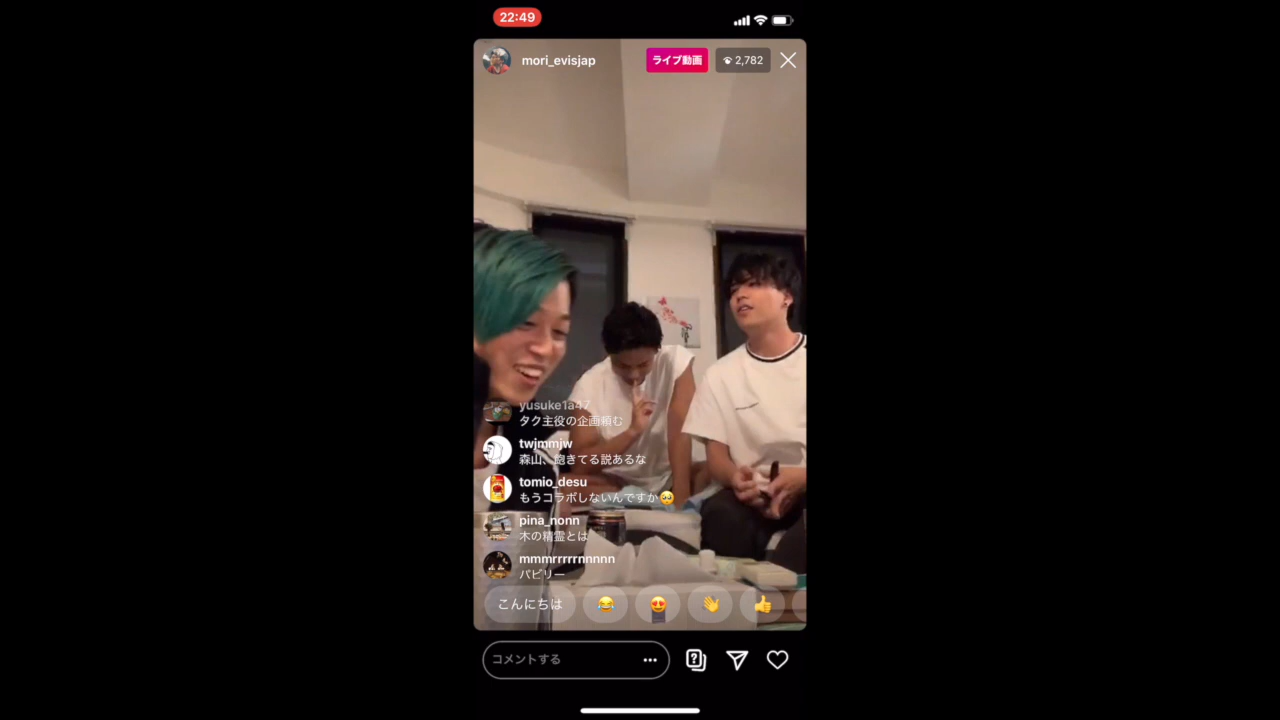 22:49
mori_evisjap
ライブ動画
2,782
yusuke1a47
タク主役の企画頼む
twjmmjw
森山、飽きてる説あるな
tomio_desu
もうコラボしないんですか🥺
pina_nonn
木の精霊とは
mmmrrrrrnnnnn
パピリー
こんにちは
コメントする